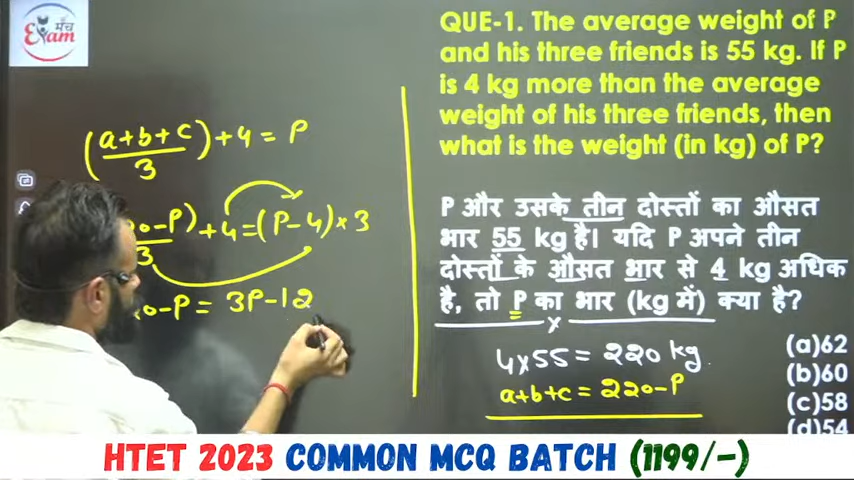 मंच
Exam
QUE-1. The average weight of P
and his three friends is 55 kg. If P
is 4 kg more than the average
weight of his three friends, then
what is the weight (in kg) of P?
P और उसके तीन दोस्तों का औसत
भार 55 kg है। यदि P अपने तीन
दोस्तों के औसत भार से 4 kg अधिक
है, तो P का भार (kg में) क्या है?
(a)62
(b)60
(c)58
(d)54
4×55 = 220 kg
a+b+c = 220-P
(a+b+c/3)+4 = P
0-P)/3 + 4 = (P-4)×3
0-P = 3P-12
HTET 2023 COMMON MCQ BATCH (1199/-)